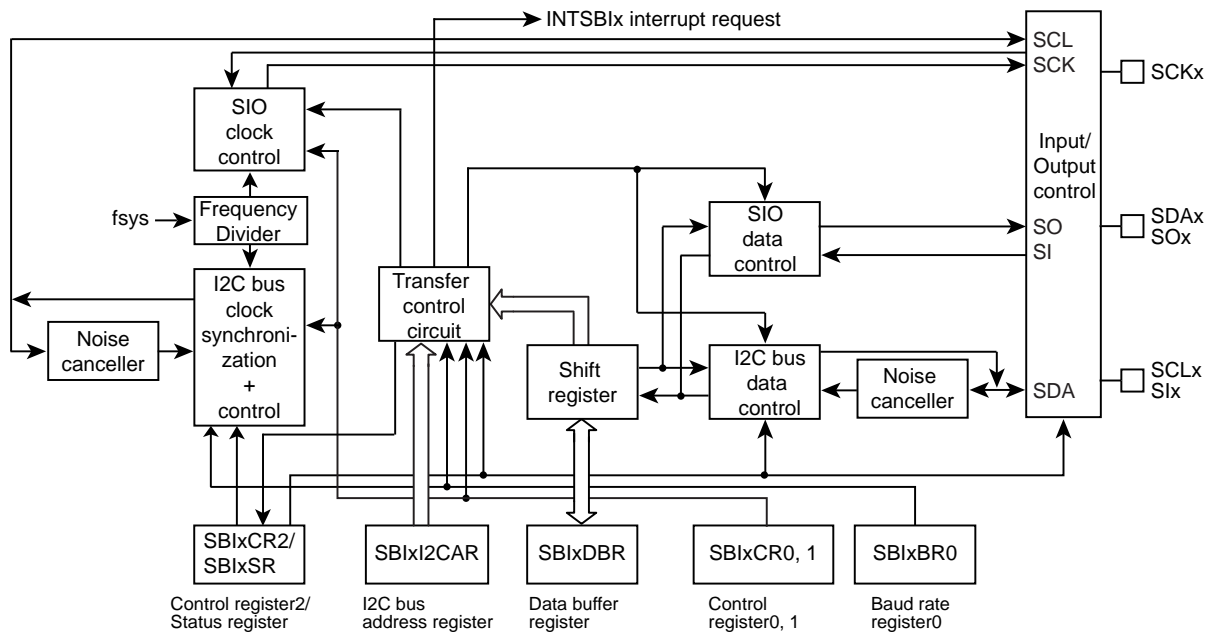 INTSBIx interrupt request
SCL
SCK
SCKx
SIO
clock
control
Input/
Output
control
fsys
Frequency
Divider
SIO
data
control
SO
SI
SDAx
SOx
I2C bus
clock
synchroni-
zation
+
control
Transfer
control
circuit
Noise
canceller
Shift
register
I2C bus
data
control
Noise
canceller
SDA
SCLx
SIx
SBIxCR2/
SBIxSR
SBIxI2CAR
SBIxDBR
SBIxCR0, 1
SBIxBR0
Control register2/
Status register
I2C bus
address register
Data buffer
register
Control
register0, 1
Baud rate
register0